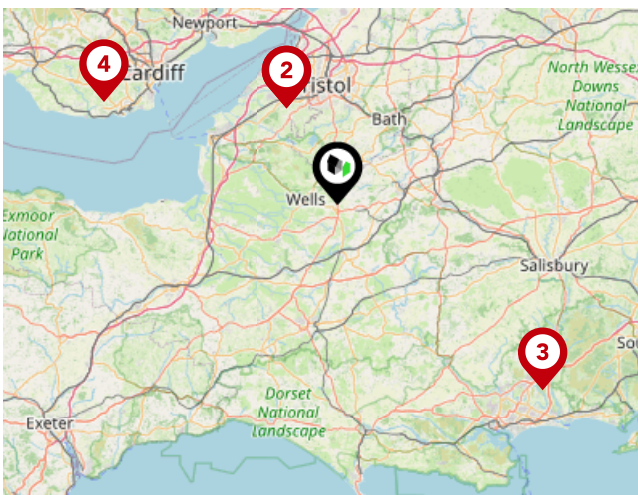 Newport
4
Cardiff
2
Bristol
North Wessex
Downs
National
Landscape
Bath
Wells
Exmoor
National
Park
Salisbury
3
Sou
Dorset
National
Landscape
Exeter